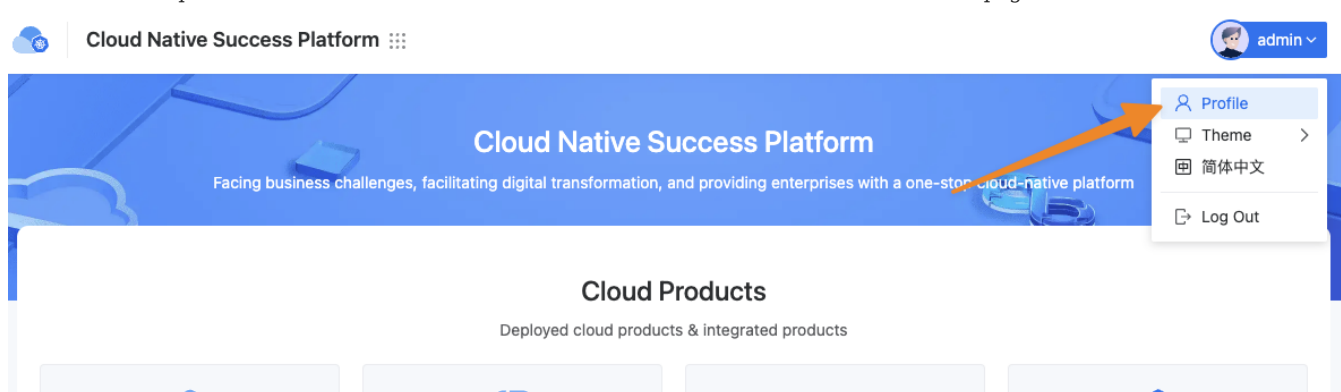 Cloud Native Success Platform
admin
Profile
Theme
简体中文
Log Out
Cloud Native Success Platform
Facing business challenges, facilitating digital transformation, and providing enterprises with a one-stop cloud-native platform
Cloud Products
Deployed cloud products & integrated products